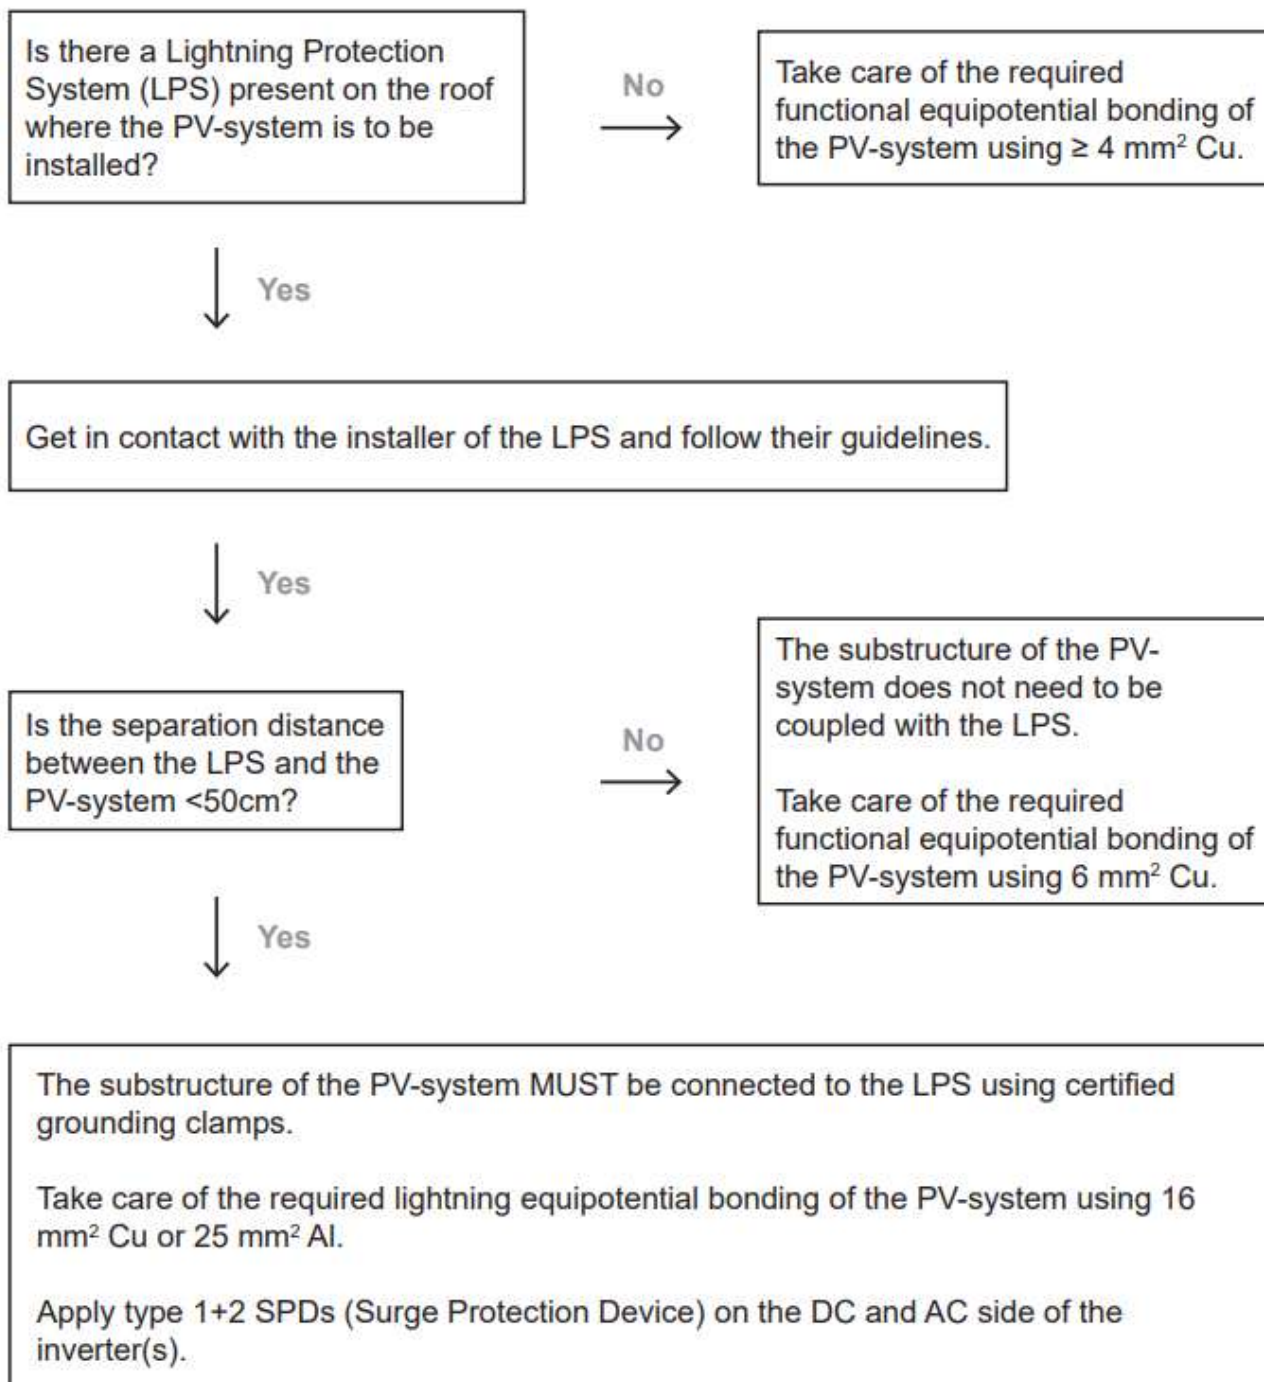 Is there a Lightning Protection
System (LPS) present on the roof
where the PV-system is to be
installed?
No
Take care of the required
functional equipotential bonding of
the PV-system using ≥ 4 mm² Cu.
Yes
Get in contact with the installer of the LPS and follow their guidelines.
Yes
Is the separation distance
between the LPS and the
PV-system <50cm?
No
The substructure of the PV-
system does not need to be
coupled with the LPS.
Take care of the required
functional equipotential bonding of
the PV-system using 6 mm² Cu.
Yes
The substructure of the PV-system MUST be connected to the LPS using certified
grounding clamps.
Take care of the required lightning equipotential bonding of the PV-system using 16
mm² Cu or 25 mm² Al.
Apply type 1+2 SPDs (Surge Protection Device) on the DC and AC side of the
inverter(s).